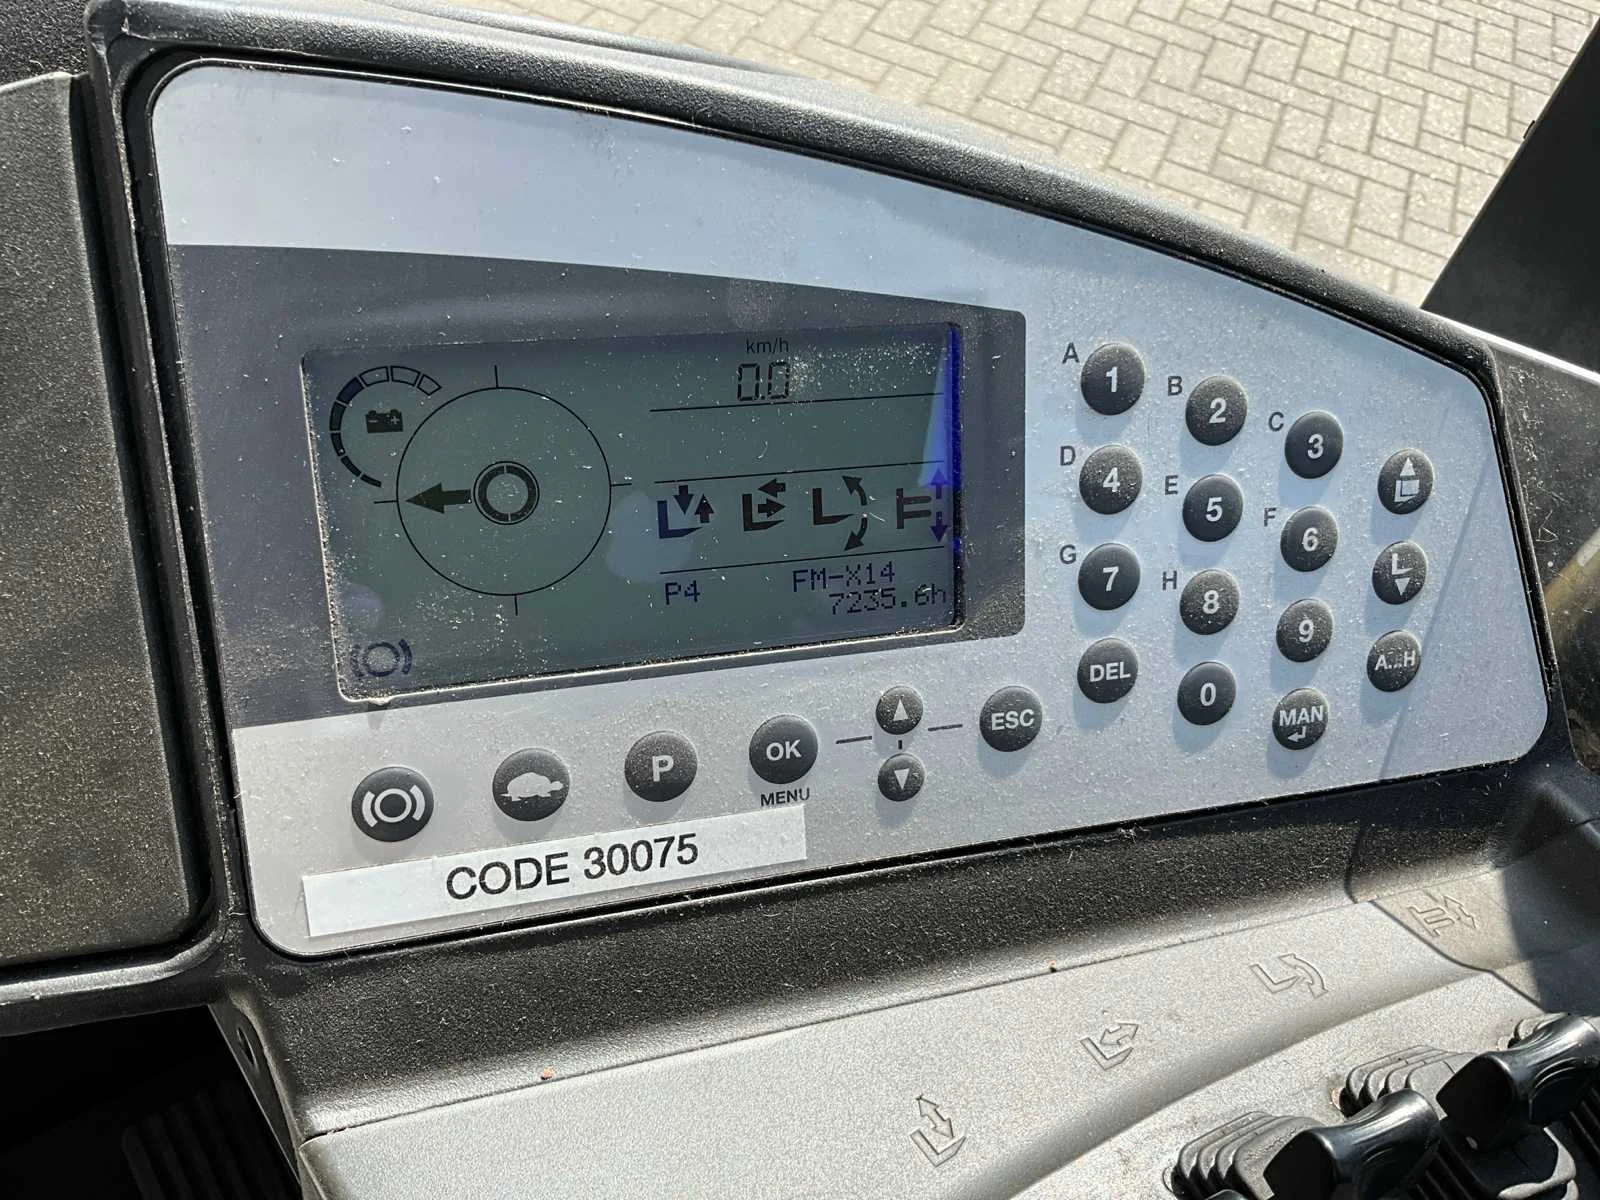 km/h
0.0
P4 FM-X14
7235.6h
A 1 B 2 C 3
D 4 E 5 F 6
G 7 H 8 9 A...H
DEL 0 MAN
P OK ESC
MENU
CODE 30075